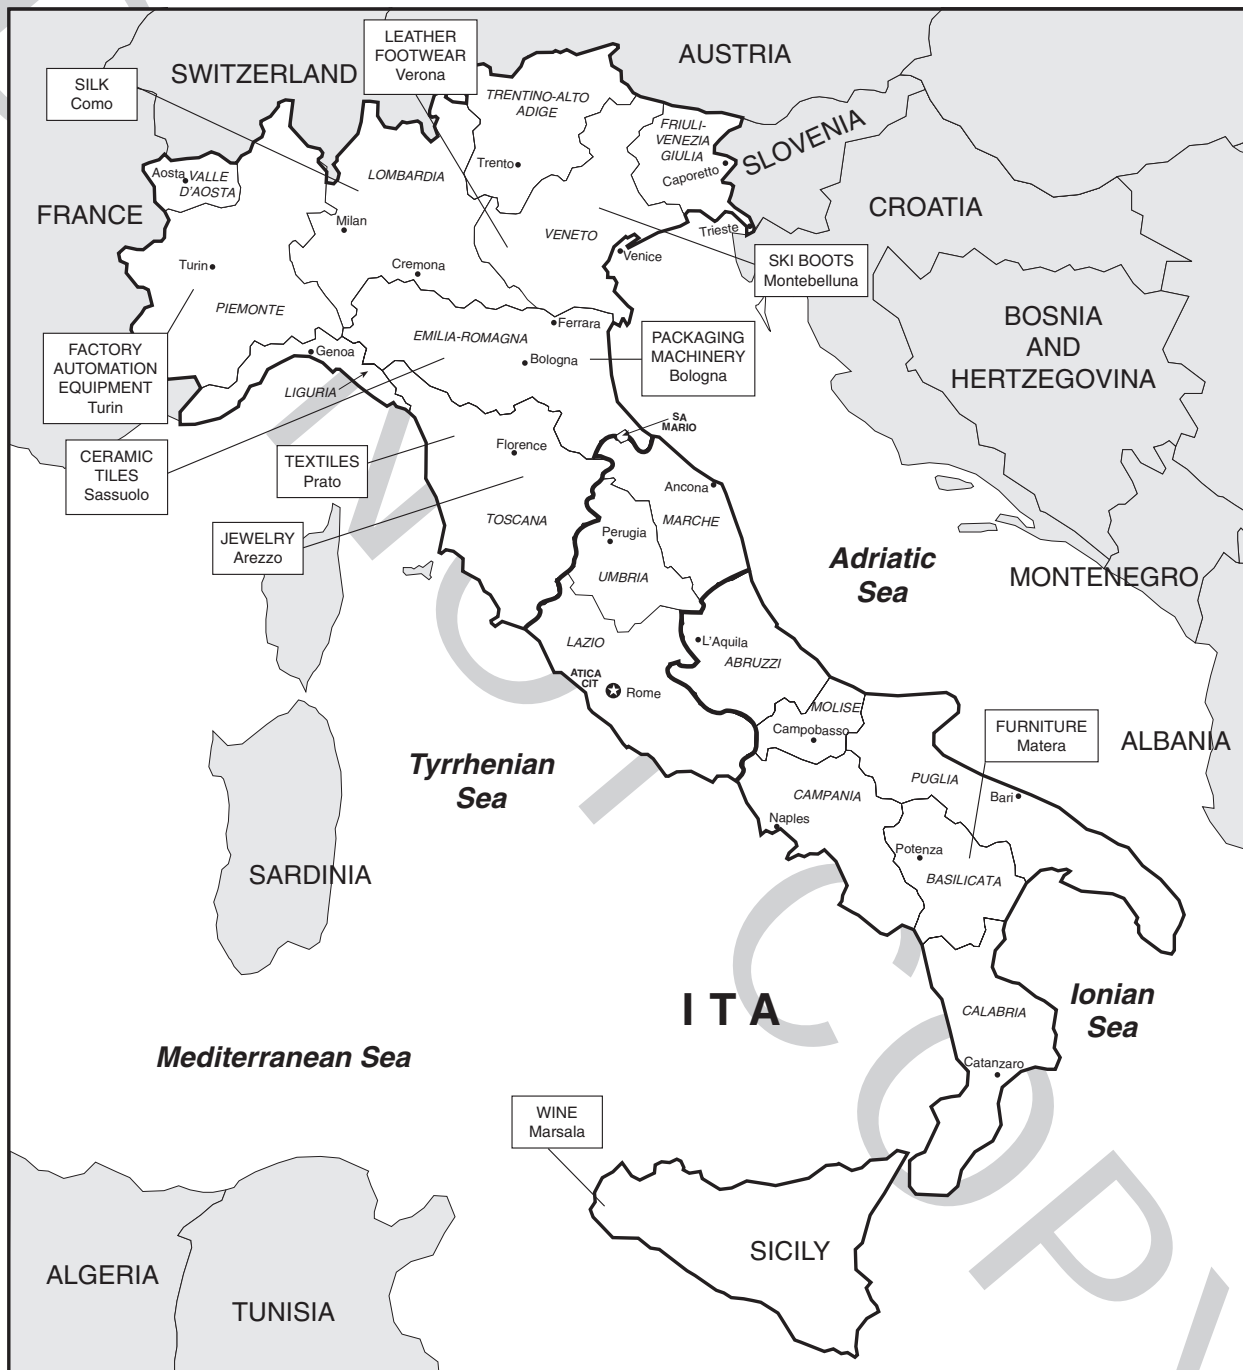 LEATHER
FOOTWEAR
Verona
AUSTRIA
SWITZERLAND
SILK
Como
TRENTINO-ALTO
ADIGE
FRIULI-
VENEZIA
GIULIA
SLOVENIA
Trento
Caporetto
Aosta
VALLE
D'AOSTA
LOMBARDIA
FRANCE
CROATIA
Milan
VENETO
Trieste
Venice
SKI BOOTS
Montebelluna
Turin
Cremona
PIEMONTE
EMILIA-ROMAGNA
Ferrara
BOSNIA
AND
HERTZEGOVINA
PACKAGING
MACHINERY
Bologna
FACTORY
AUTOMATION
EQUIPMENT
Turin
Genoa
Bologna
LIGURIA
SA
MARIO
CERAMIC
TILES
Sassuolo
TEXTILES
Prato
Florence
Ancona
JEWELRY
Arezzo
TOSCANA
MARCHE
Perugia
UMBRIA
Adriatic
Sea
MONTENEGRO
LAZIO
L'Aquila
ABRUZZI
ATICA
CIT
Rome
MOLISE
Campobasso
FURNITURE
Matera
ALBANIA
Tyrrhenian
Sea
PUGLIA
CAMPANIA
Bari
Naples
Potenza
BASILICATA
SARDINIA
ITA
Ionian
Sea
CALABRIA
Mediterranean Sea
Catanzaro
WINE
Marsala
SICILY
ALGERIA
TUNISIA